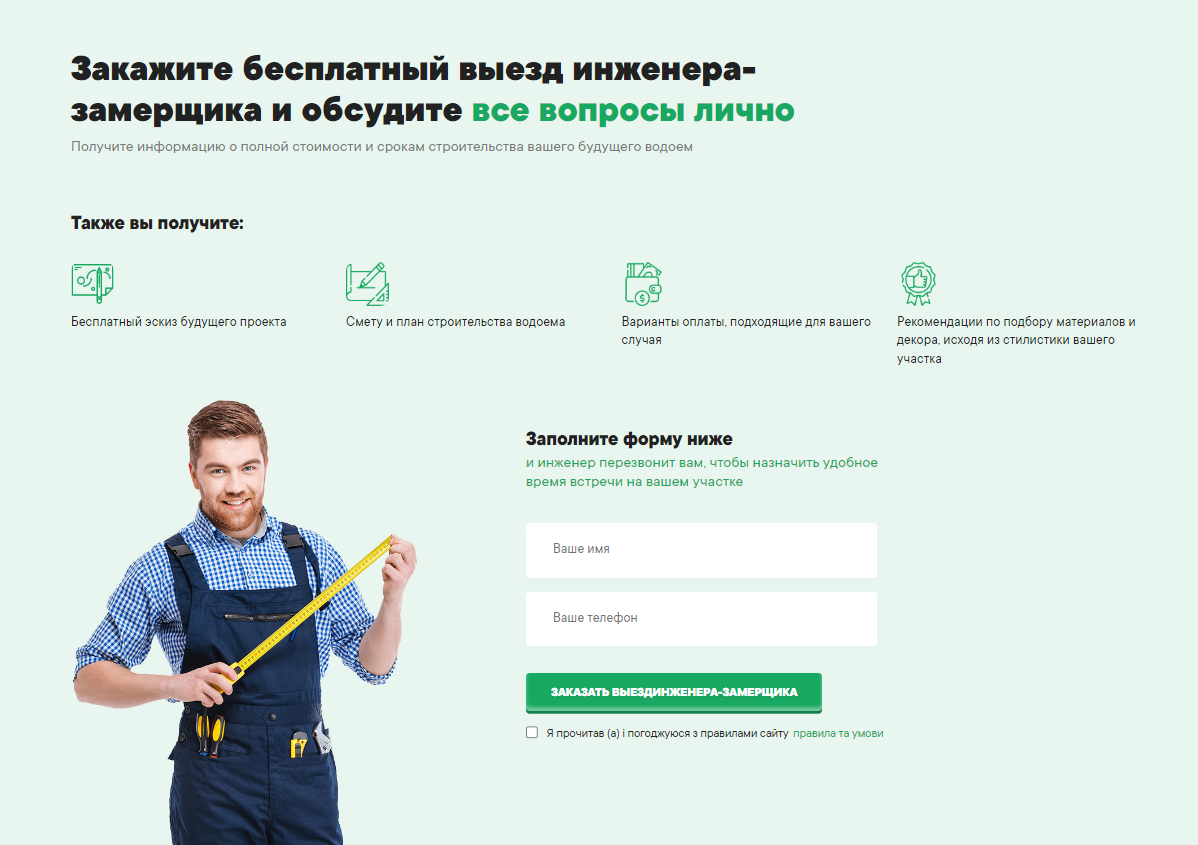 Закажите бесплатный выезд инженера-
замерщика и обсудите все вопросы лично
Получите информацию о полной стоимости и срокам строительства вашего будущего водоем
Также вы получите:
Бесплатный эскиз будущего проекта
Смету и план строительства водоема
Варианты оплаты, подходящие для вашего
случая
Рекомендации по подбору материалов и
декора, исходя из стилистики вашего
участка
Заполните форму ниже
и инженер перезвонит вам, чтобы назначить удобное
время встречи на вашем участке
Ваше имя
Ваше телефон
ЗАКАЗАТЬ ВЫЕЗДИНЖЕНЕРА-ЗАМЕРЩИКА
Я прочитав (а) і погоджуюся з правилами сайту правила та умови